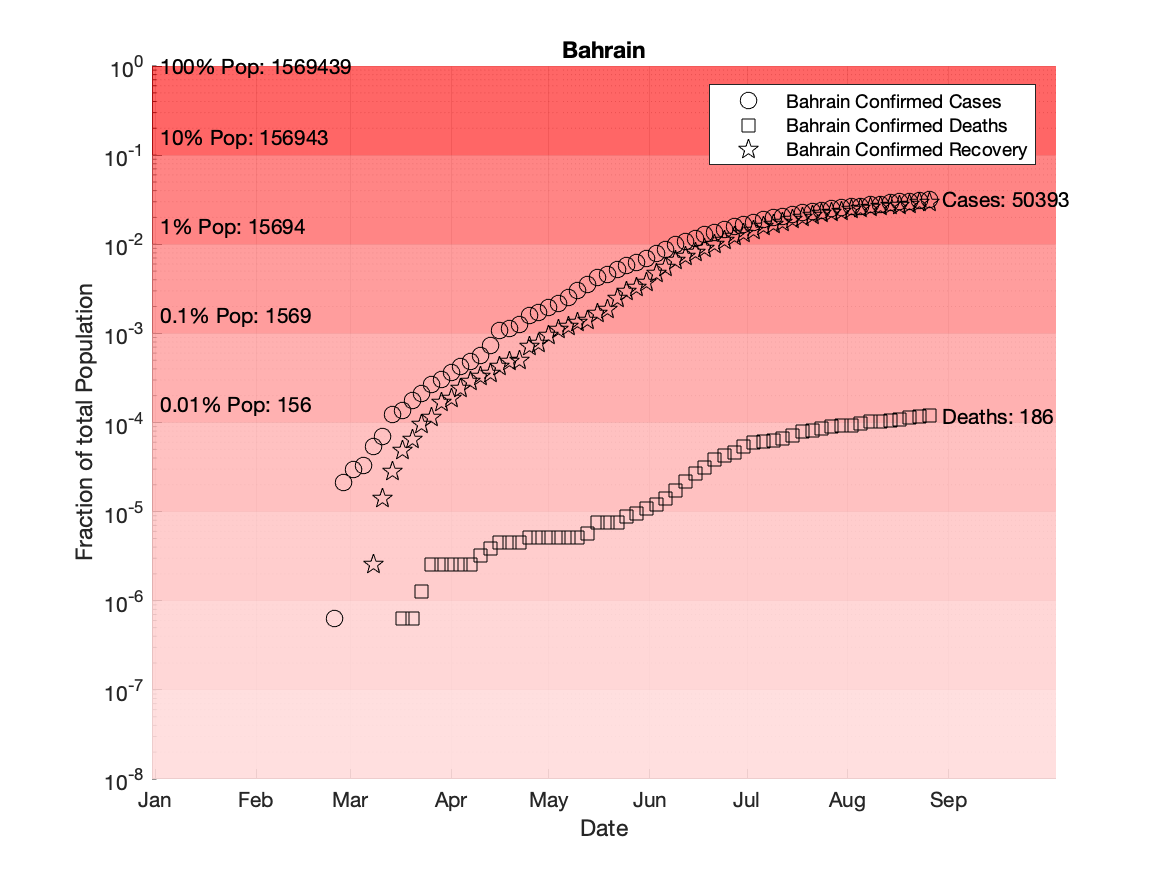 Bahrain
100% Pop: 1569439
10% Pop: 156943
1% Pop: 15694
0.1% Pop: 1569
0.01% Pop: 156
Bahrain Confirmed Cases
Bahrain Confirmed Deaths
Bahrain Confirmed Recovery
Cases: 50393
Deaths: 186
Fraction of total Population
10^0
10^-1
10^-2
10^-3
10^-4
10^-5
10^-6
10^-7
10^-8
Jan Feb Mar Apr May Jun Jul Aug Sep
Date